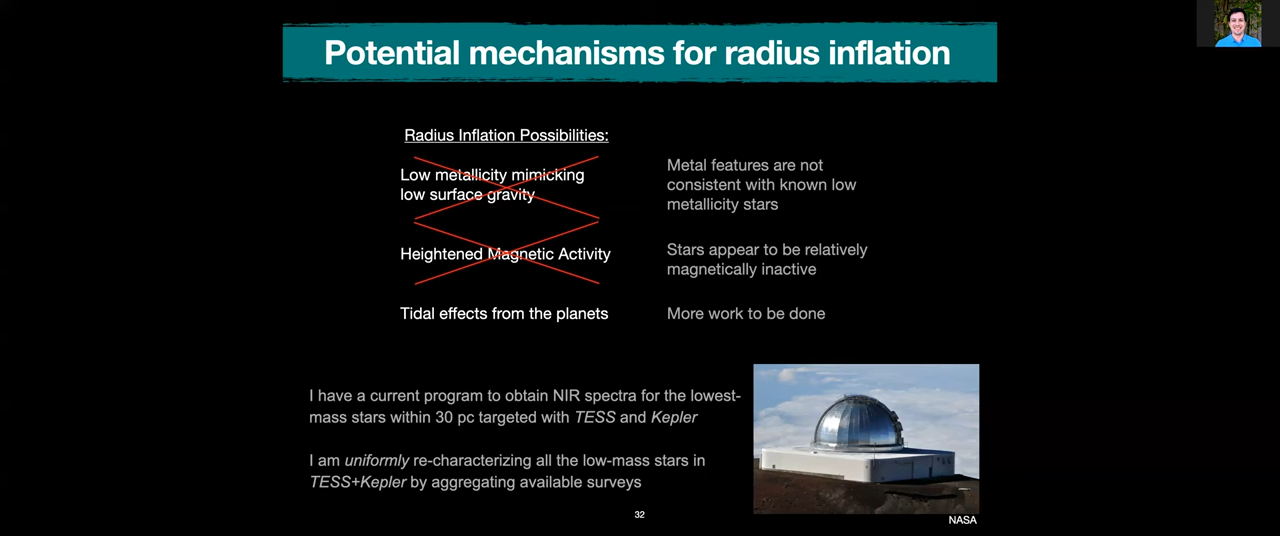 Potential mechanisms for radius inflation
Radius Inflation Possibilities:
Low metallicity mimicking
low surface gravity
Metal features are not
consistent with known low
metallicity stars
Heightened Magnetic Activity
Stars appear to be relatively
magnetically inactive
Tidal effects from the planets
More work to be done
I have a current program to obtain NIR spectra for the lowest-
mass stars within 30 pc targeted with TESS and Kepler
I am uniformly re-characterizing all the low-mass stars in
TESS+Kepler by aggregating available surveys
32
NASA